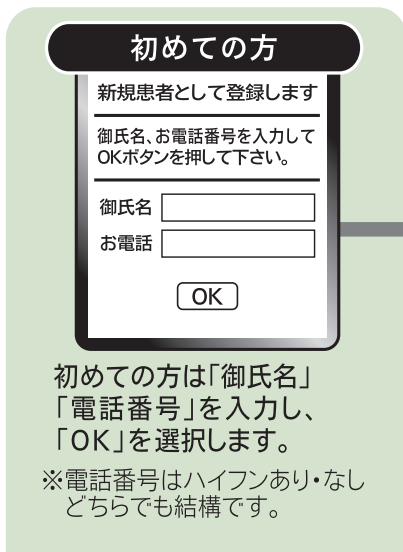 初めての方
新規患者として登録します
御氏名、お電話番号を入力して
OKボタンを押して下さい。
御氏名
お電話
OK
初めての方は「御氏名」
「電話番号」を入力し、
「OK」を選択します。
※電話番号はハイフンあり・なし
どちらでも結構です。